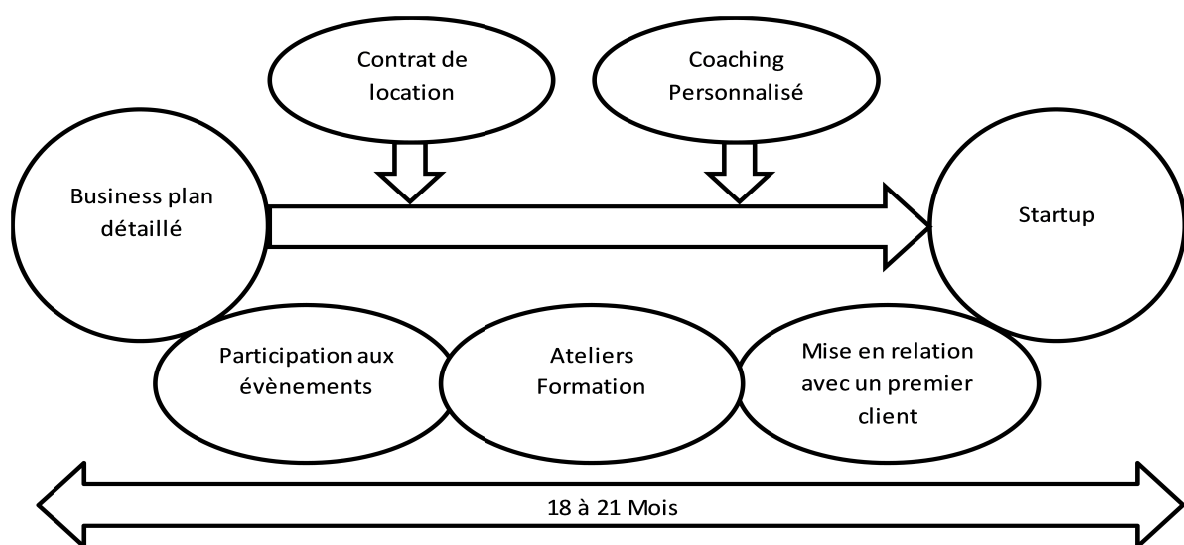 Contrat de
location
Coaching
Personnalisé
Business plan
détaillé
Startup
Participation aux
évènements
Ateliers
Formation
Mise en relation
avec un premier
client
18 à 21 Mois